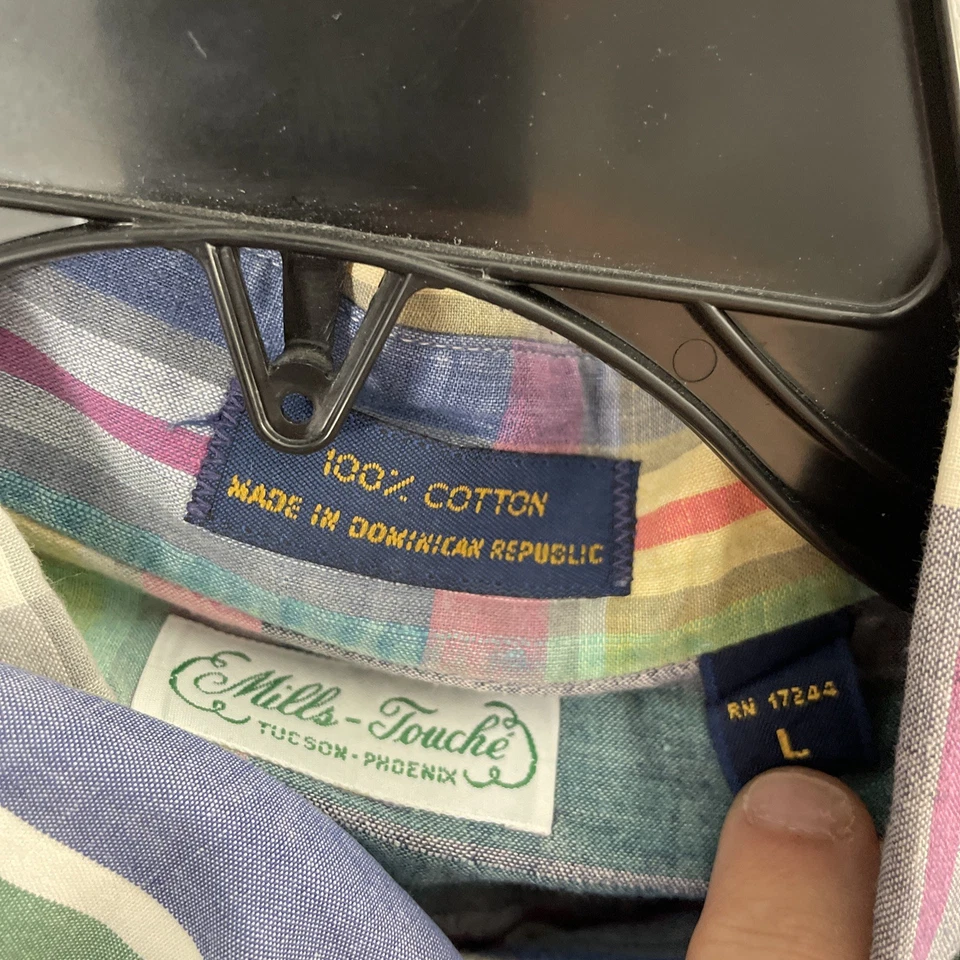 100% COTTON
MADE IN DOMINICAN REPUBLIC
Mills-Touché
TUCSON-PHOENIX
RN 17244
L